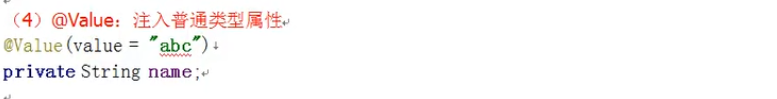 （4）@Value：注入普通类型属性
@Value(value = "abc")
private String name;